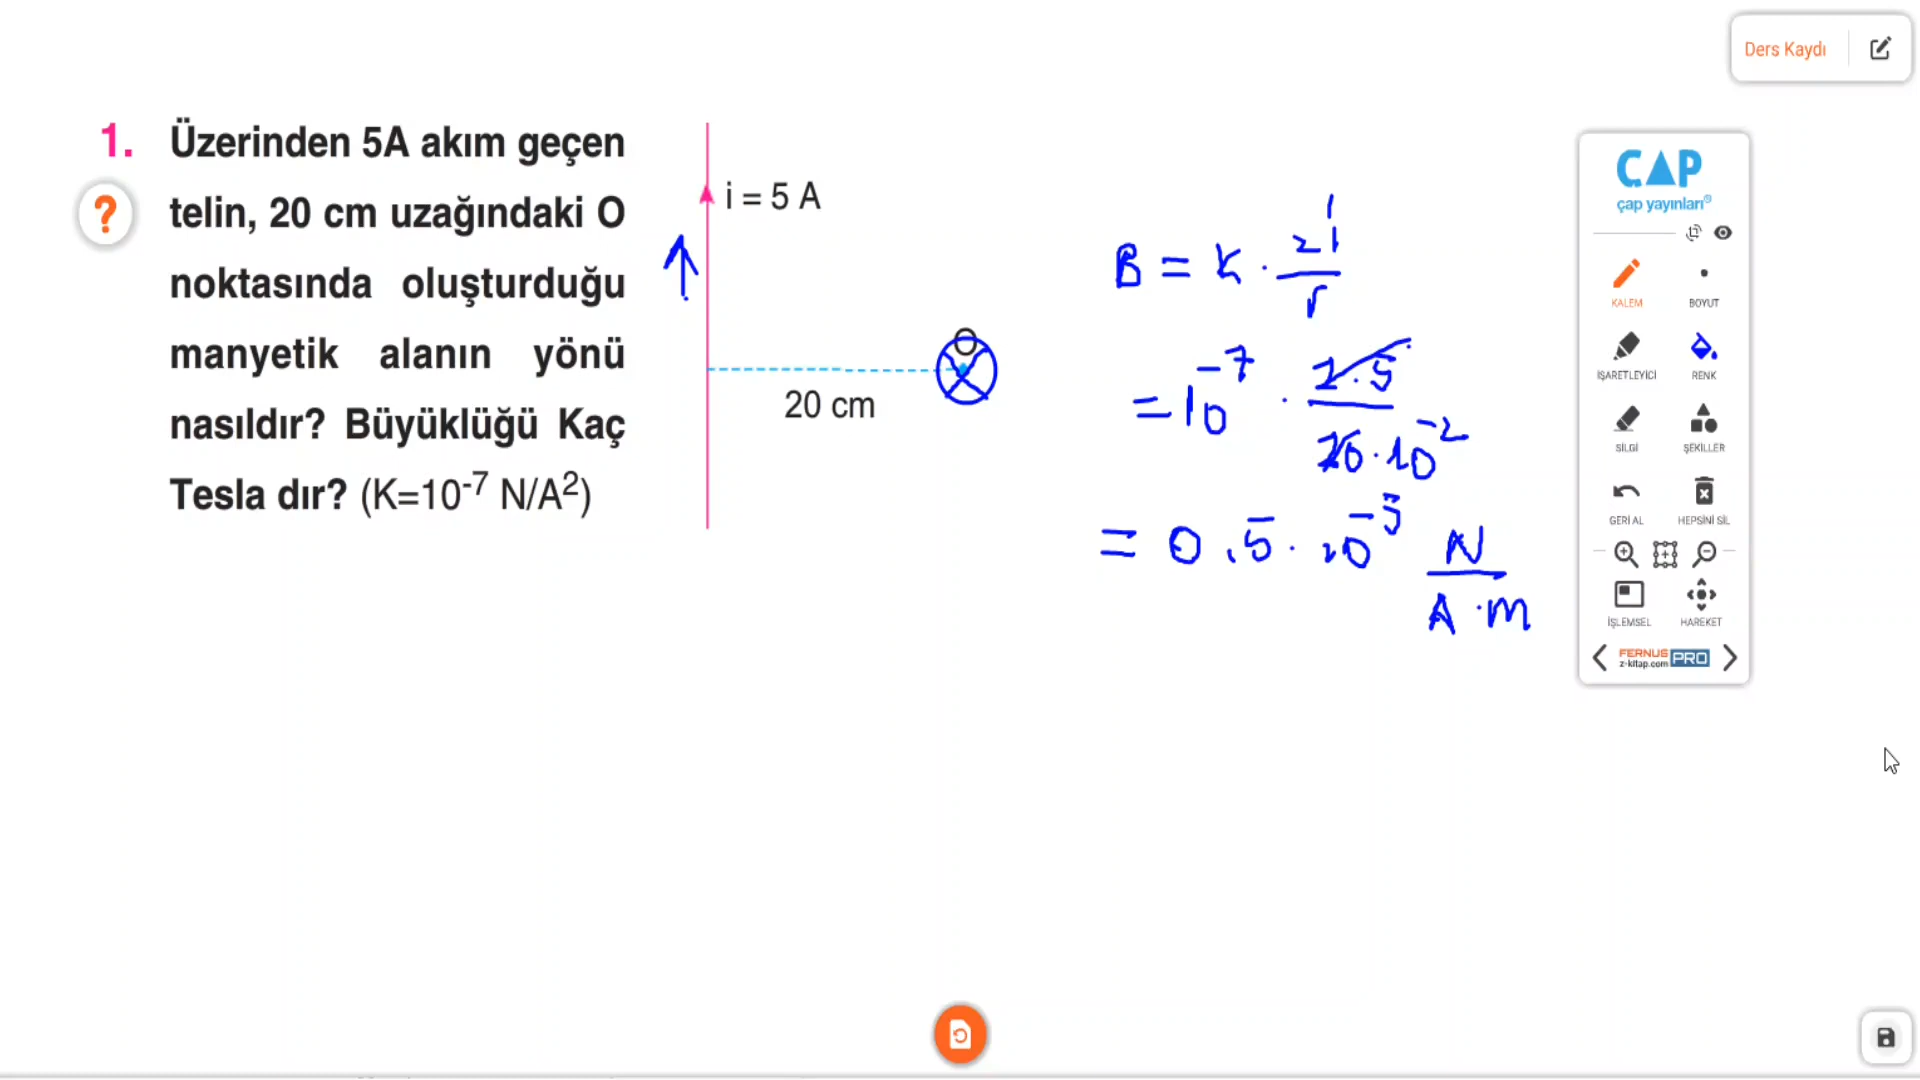 Ders Kaydı
1. Üzerinden 5A akım geçen
telin, 20 cm uzağındaki O
noktasında oluşturduğu
manyetik alanın yönü
nasıldır? Büyüklüğü Kaç
Tesla dır? (K=10⁻⁷ N/A²)
?
i = 5 A
O
20 cm
B = K · 2i / r
= 10⁻⁷ · 2.5 / 20.10⁻²
= 0,5 · 10⁻⁵ N / A·m
ÇAP
çap yayınları®
KALEM
BOYUT
İŞARETLEYİCİ
RENK
SİLGİ
ŞEKİLLER
GERİ AL
HEPSİNİ SİL
İŞLEMSEL
HAREKET
FERNUS
z-kitap.com PRO